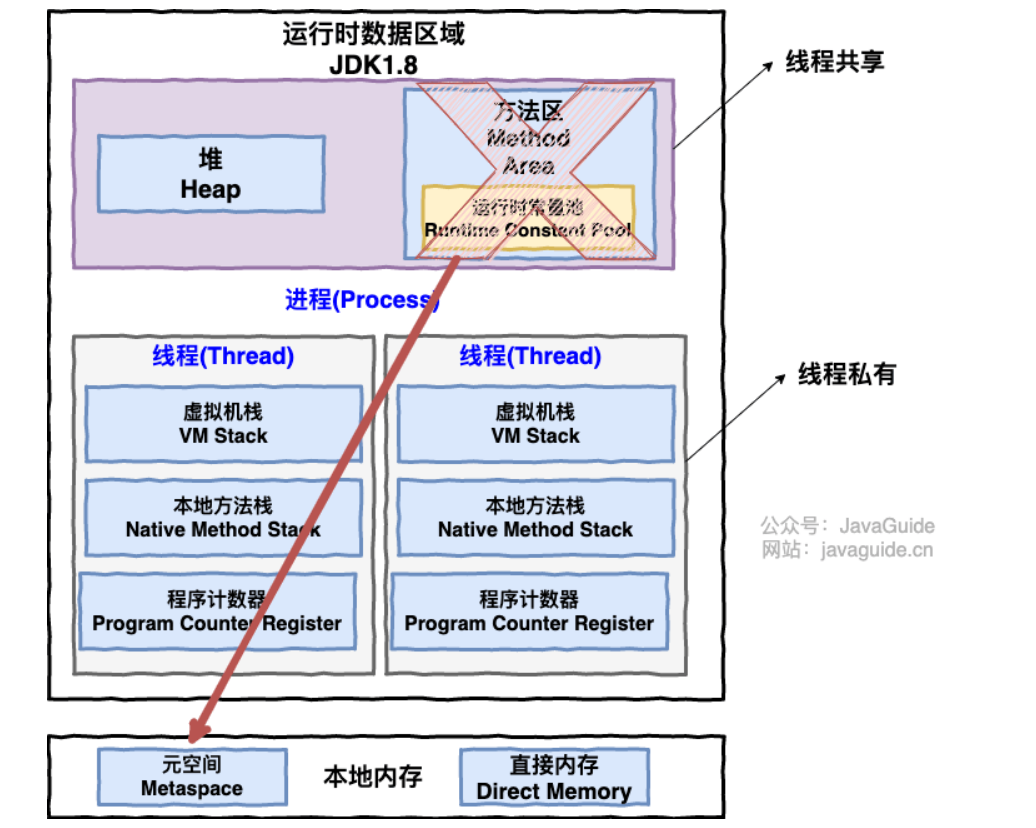 运行时数据区域
JDK1.8
线程共享
堆
Heap
方法区
Method
Area
运行时常量池
Runtime Constant Pool
进程(Process)
线程(Thread)
虚拟机栈
VM Stack
本地方法栈
Native Method Stack
程序计数器
Program Counter Register
线程(Thread)
虚拟机栈
VM Stack
本地方法栈
Native Method Stack
程序计数器
Program Counter Register
线程私有
公众号：JavaGuide
网站：javaguide.cn
元空间
Metaspace
本地内存
直接内存
Direct Memory